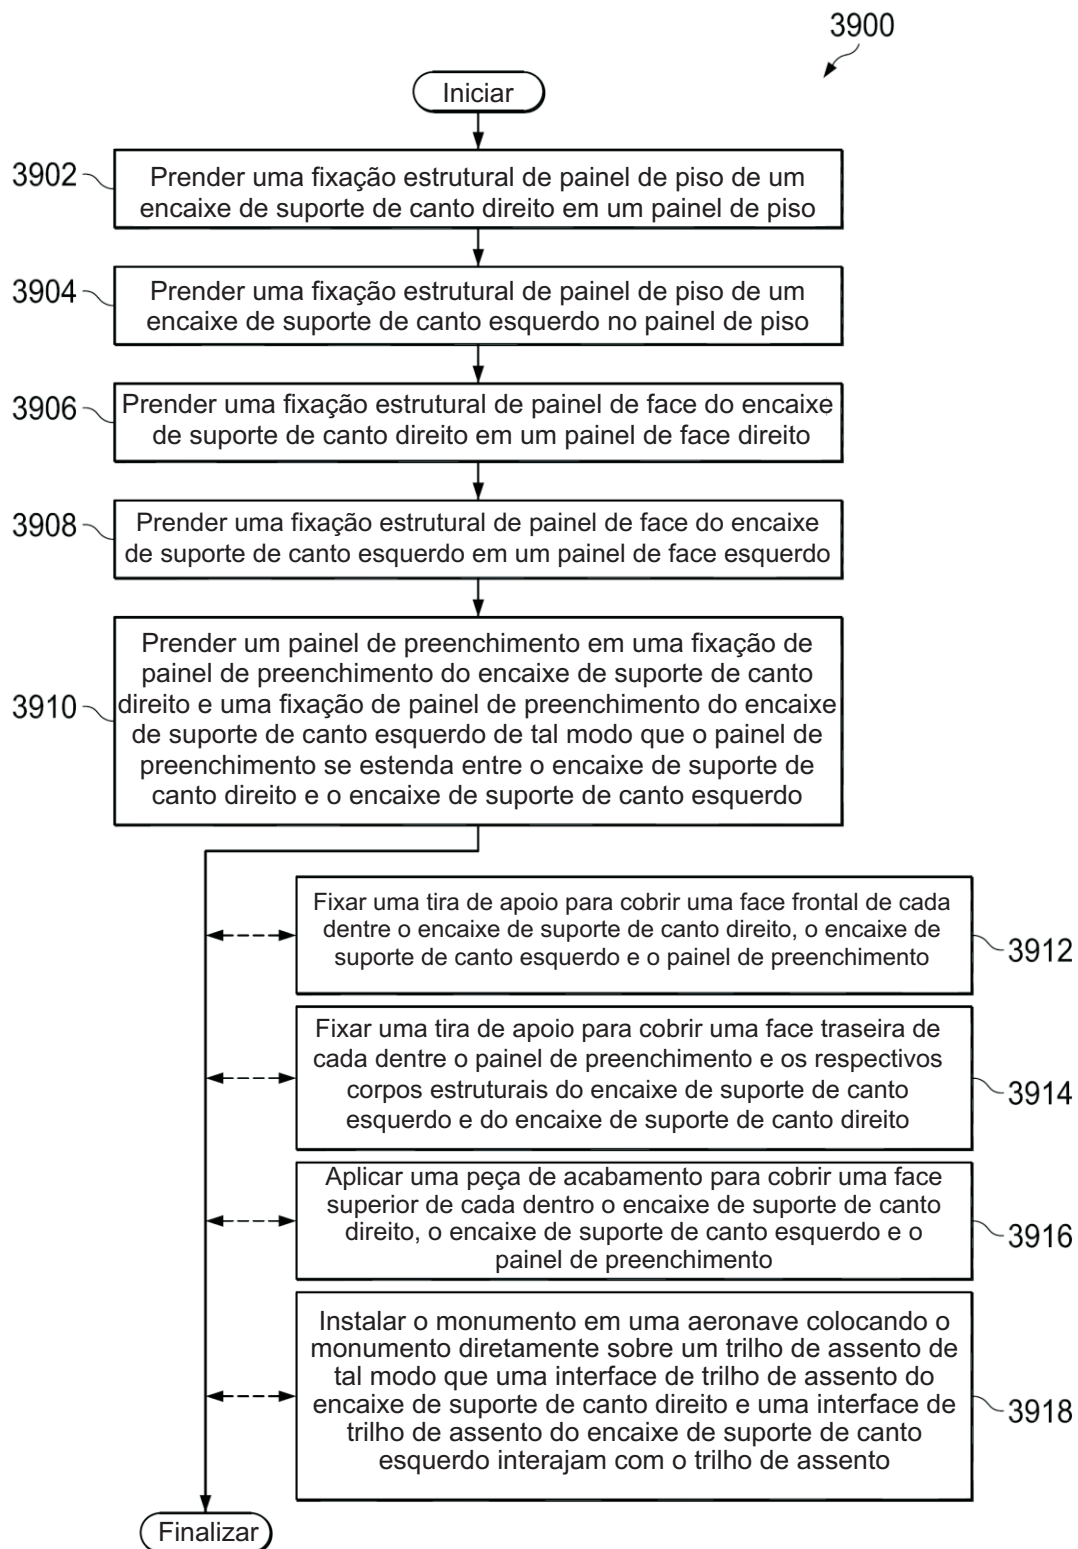 3900
Iniciar
3902
Prender uma fixação estrutural de painel de piso de um
encaixe de suporte de canto direito em um painel de piso
3904
Prender uma fixação estrutural de painel de piso de um
encaixe de suporte de canto esquerdo no painel de piso
3906
Prender uma fixação estrutural de painel de face do encaixe
de suporte de canto direito em um painel de face direito
3908
Prender uma fixação estrutural de painel de face do encaixe
de suporte de canto esquerdo em um painel de face esquerdo
3910
Prender um painel de preenchimento em uma fixação de
painel de preenchimento do encaixe de suporte de canto
direito e uma fixação de painel de preenchimento do encaixe
de suporte de canto esquerdo de tal modo que o painel de
preenchimento se estenda entre o encaixe de suporte de
canto direito e o encaixe de suporte de canto esquerdo
Fixar uma tira de apoio para cobrir uma face frontal de cada
dentre o encaixe de suporte de canto direito, o encaixe de
suporte de canto esquerdo e o painel de preenchimento
3912
Fixar uma tira de apoio para cobrir uma face traseira de
cada dentre o painel de preenchimento e os respectivos
corpos estruturais do encaixe de suporte de canto
esquerdo e do encaixe de suporte de canto direito
3914
Aplicar uma peça de acabamento para cobrir uma face
superior de cada dentro o encaixe de suporte de canto
direito, o encaixe de suporte de canto esquerdo e o
painel de preenchimento
3916
Instalar o monumento em uma aeronave colocando o
monumento diretamente sobre um trilho de assento de
tal modo que uma interface de trilho de assento do
encaixe de suporte de canto direito e uma interface de
trilho de assento do encaixe de suporte de canto
esquerdo interajam com o trilho de assento
3918
Finalizar